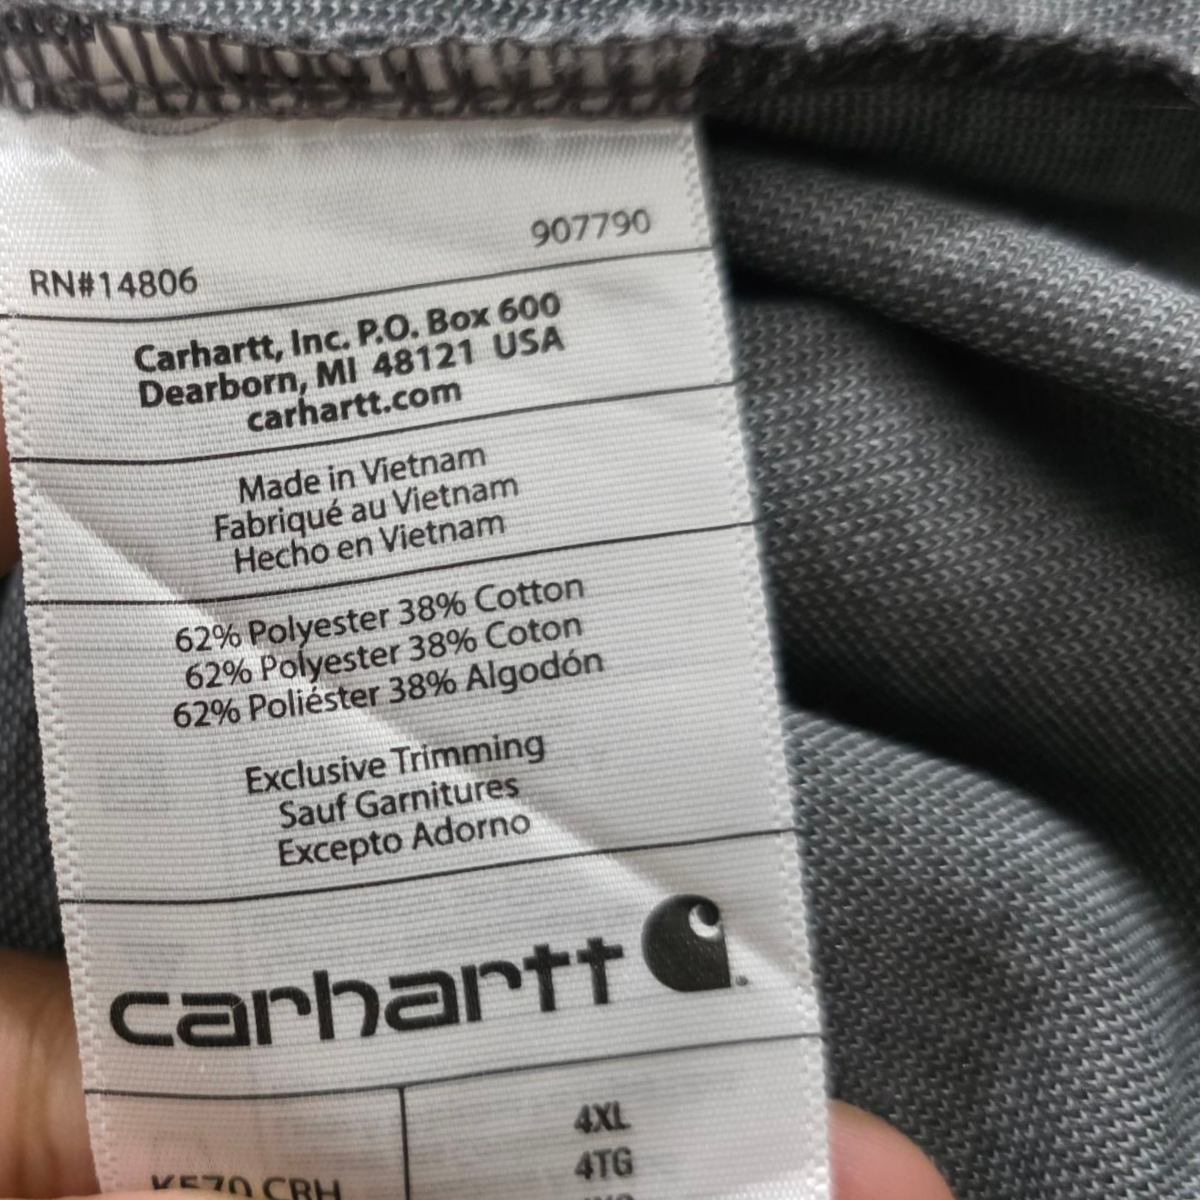 907790
RN#14806
Carhartt, Inc. P.O. Box 600
Dearborn, MI 48121 USA
carhartt.com
Made in Vietnam
Fabriqué au Vietnam
Hecho en Vietnam
62% Polyester 38% Cotton
62% Polyester 38% Coton
62% Poliéster 38% Algodón
Exclusive Trimming
Sauf Garnitures
Excepto Adorno
carhartt
4XL
4TG
K570 CRH